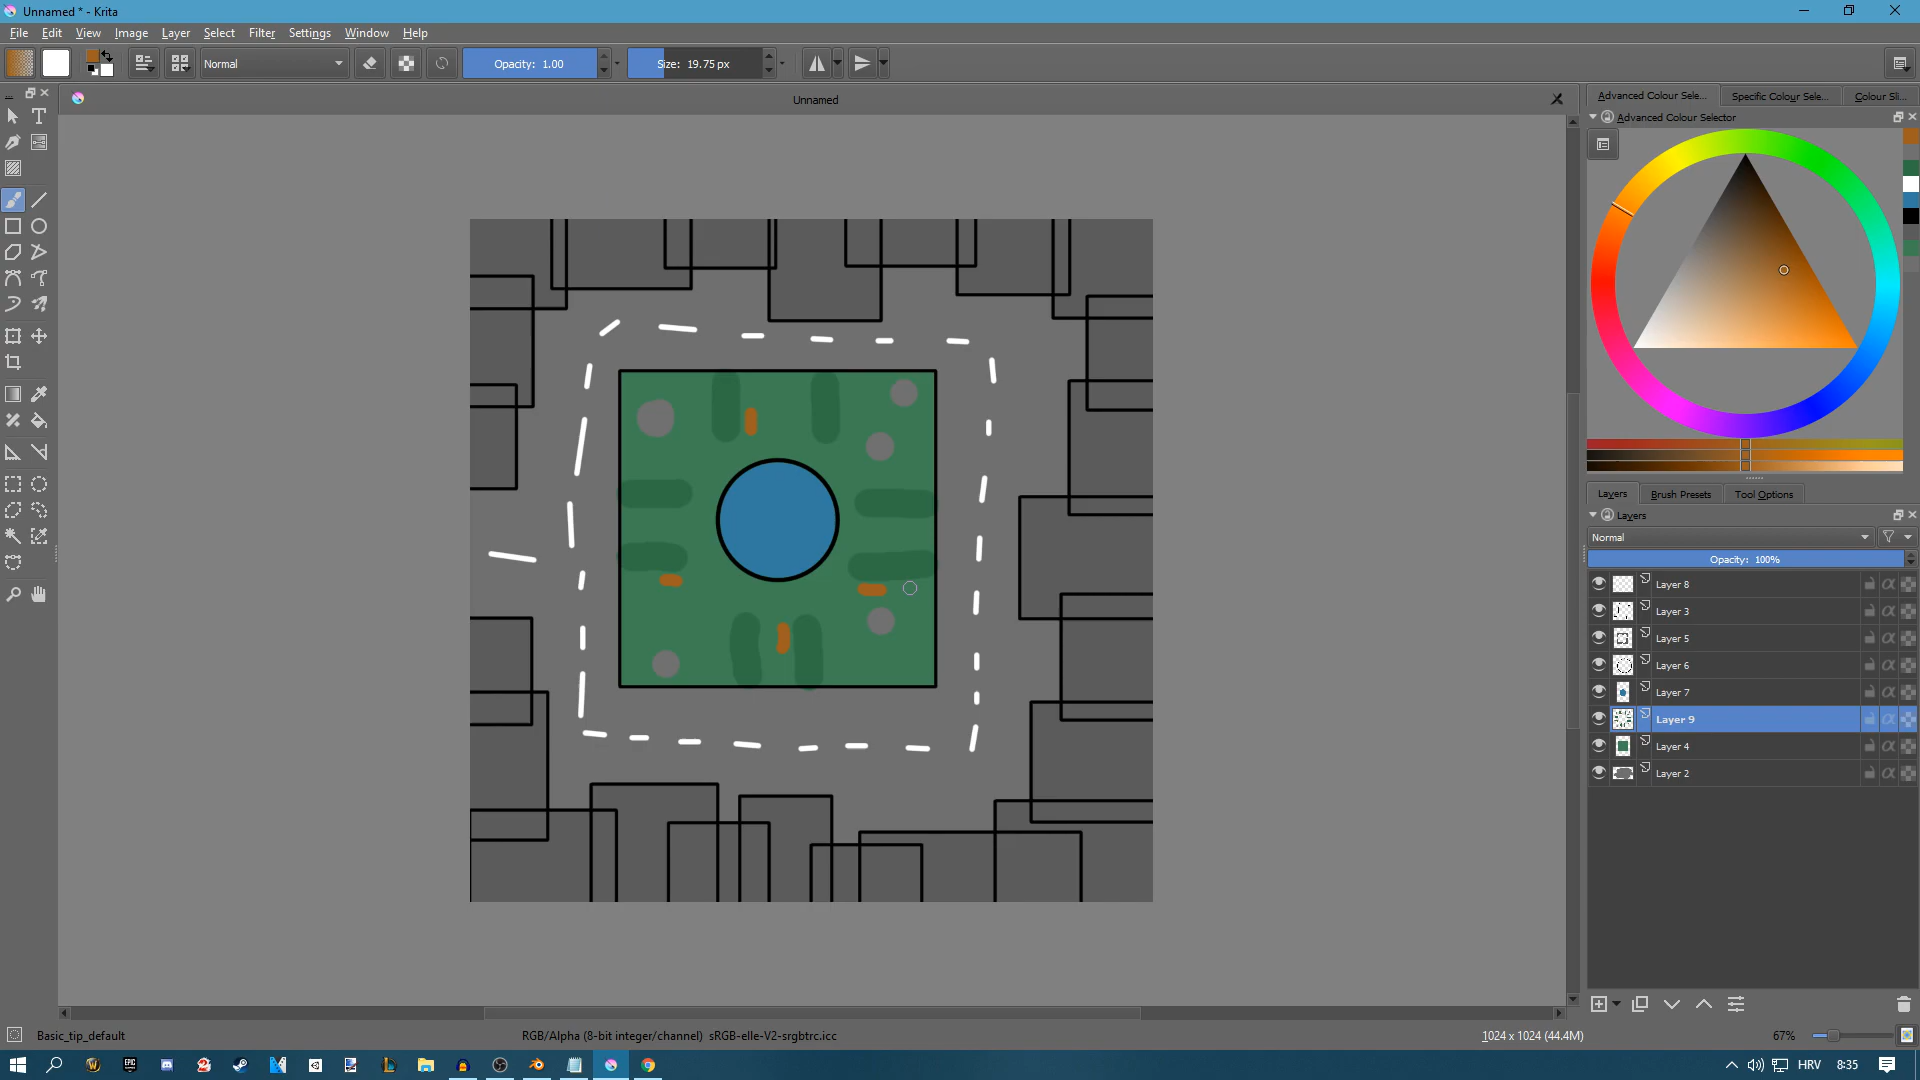 Unnamed * - Krita
File Edit View Image Layer Select Filter Settings Window Help
Normal Opacity: 1.00 Size: 19.75 px
Unnamed
Advanced Colour Sele... Specific Colour Sele... Colour Sli...
Advanced Colour Selector
Layers Brush Presets Tool Options
Layers
Normal
Opacity: 100%
Layer 8
Layer 3
Layer 5
Layer 6
Layer 7
Layer 9
Layer 4
Layer 2
Basic_tip_default RGB/Alpha (8-bit integer/channel) sRGB-elle-V2-srgbtrc.icc 1024 x 1024 (44.4M) 67%
HRV 8:35